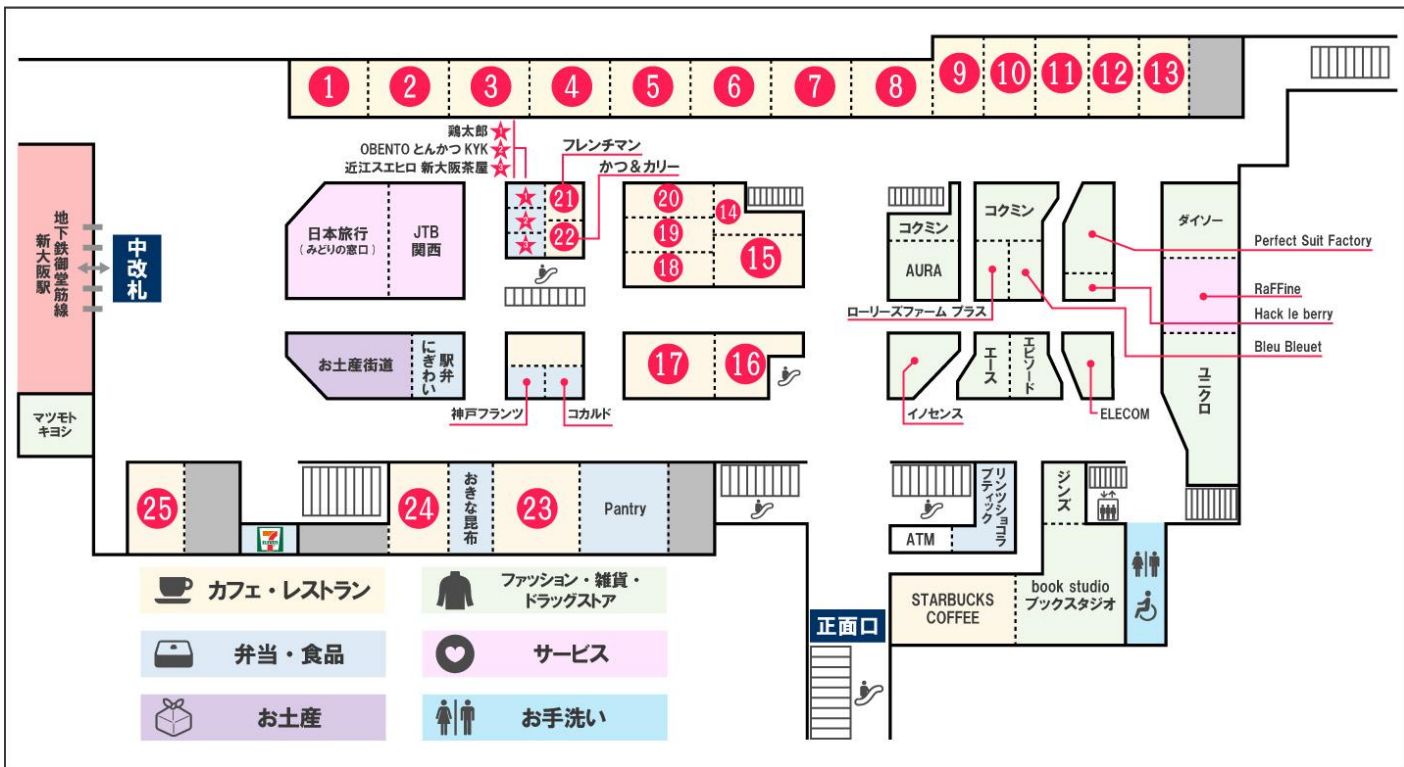 1
2
3
4
5
6
7
8
9
10
11
12
13
鶏太郎 1
OBENTO とんかつ KYK 2
近江スエヒロ 新大阪茶屋 3
フレンチマン
かつ&カリー
地下鉄御堂筋線
新大阪駅
中改札
日本旅行
(みどりの窓口)
JTB
関西
1
2
3
21
22
20
19
18
14
15
コクミン
AURA
コクミン
ローリーズファーム プラス
ダイソー
Perfect Suit Factory
RaFFine
Hack le berry
Bleu Bleuet
ユニクロ
お土産街道
駅弁
にぎわい
神戸フランツ
コカルド
17
16
イノセンス
エース
エピソード
ELECOM
マツモト
キヨシ
25
7
ELEVEN
24
おきな昆布
23
Pantry
リンツショコラ
ブティック
ATM
ジンズ
STARBUCKS
COFFEE
book studio
ブックスタジオ
正面口
カフェ・レストラン
ファッション・雑貨・
ドラッグストア
弁当・食品
サービス
お土産
お手洗い